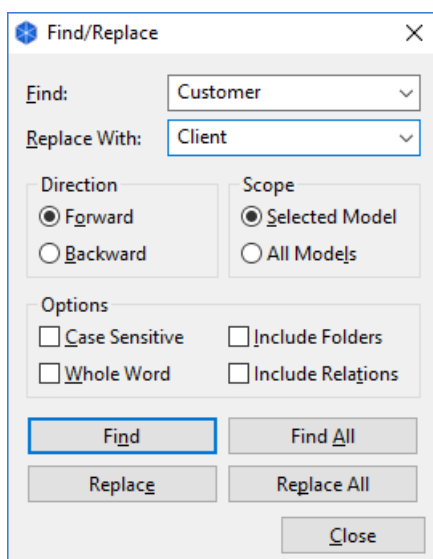 Find/Replace
Find: Customer
Replace With: Client
Direction Scope
Forward Selected Model
Backward All Models
Options
Case Sensitive Include Folders
Whole Word Include Relations
Find Find All
Replace Replace All
Close